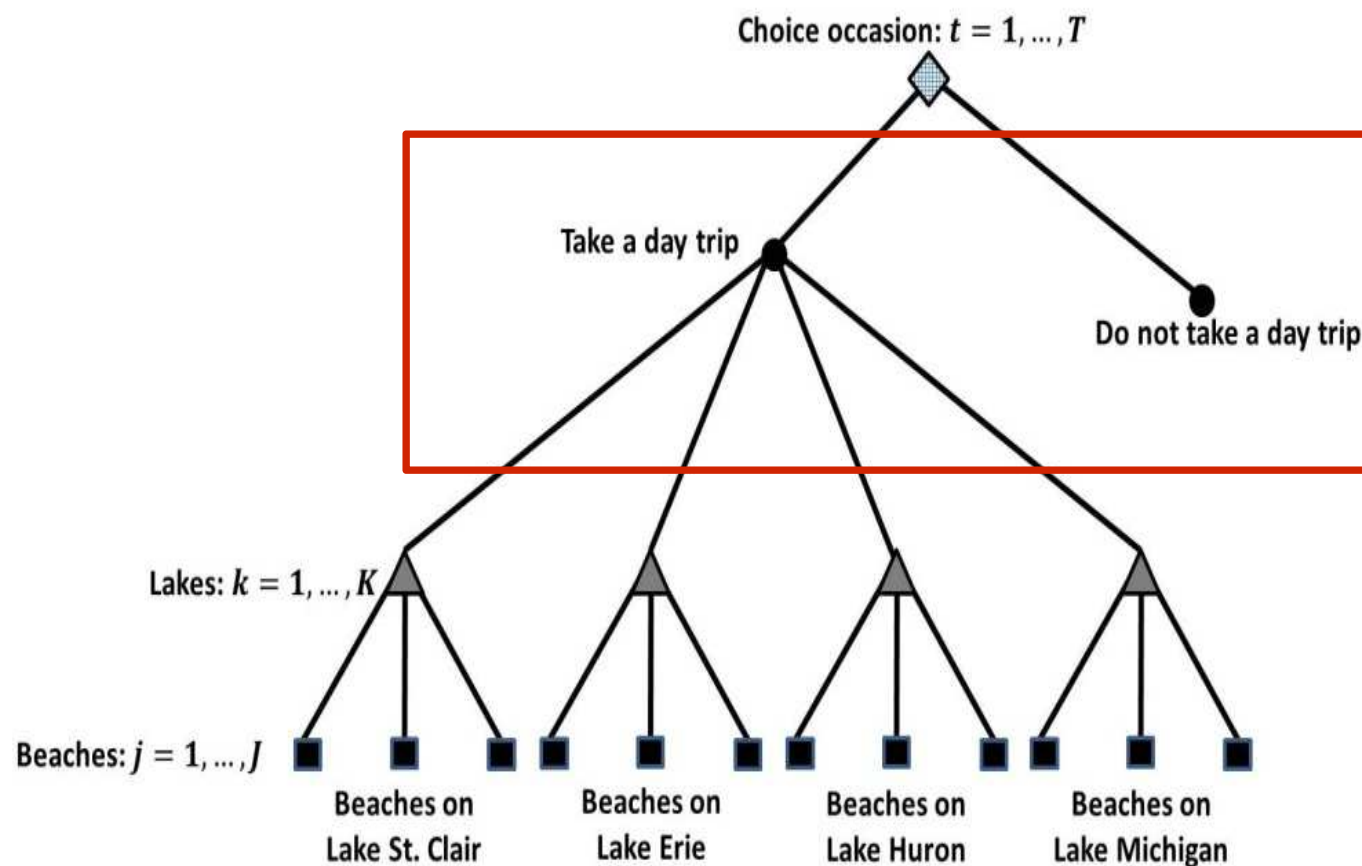 Choice occasion: t = 1, ..., T
Take a day trip
Do not take a day trip
Lakes: k = 1, ..., K
Beaches: j = 1, ..., J
Beaches on
Lake St. Clair
Beaches on
Lake Erie
Beaches on
Lake Huron
Beaches on
Lake Michigan